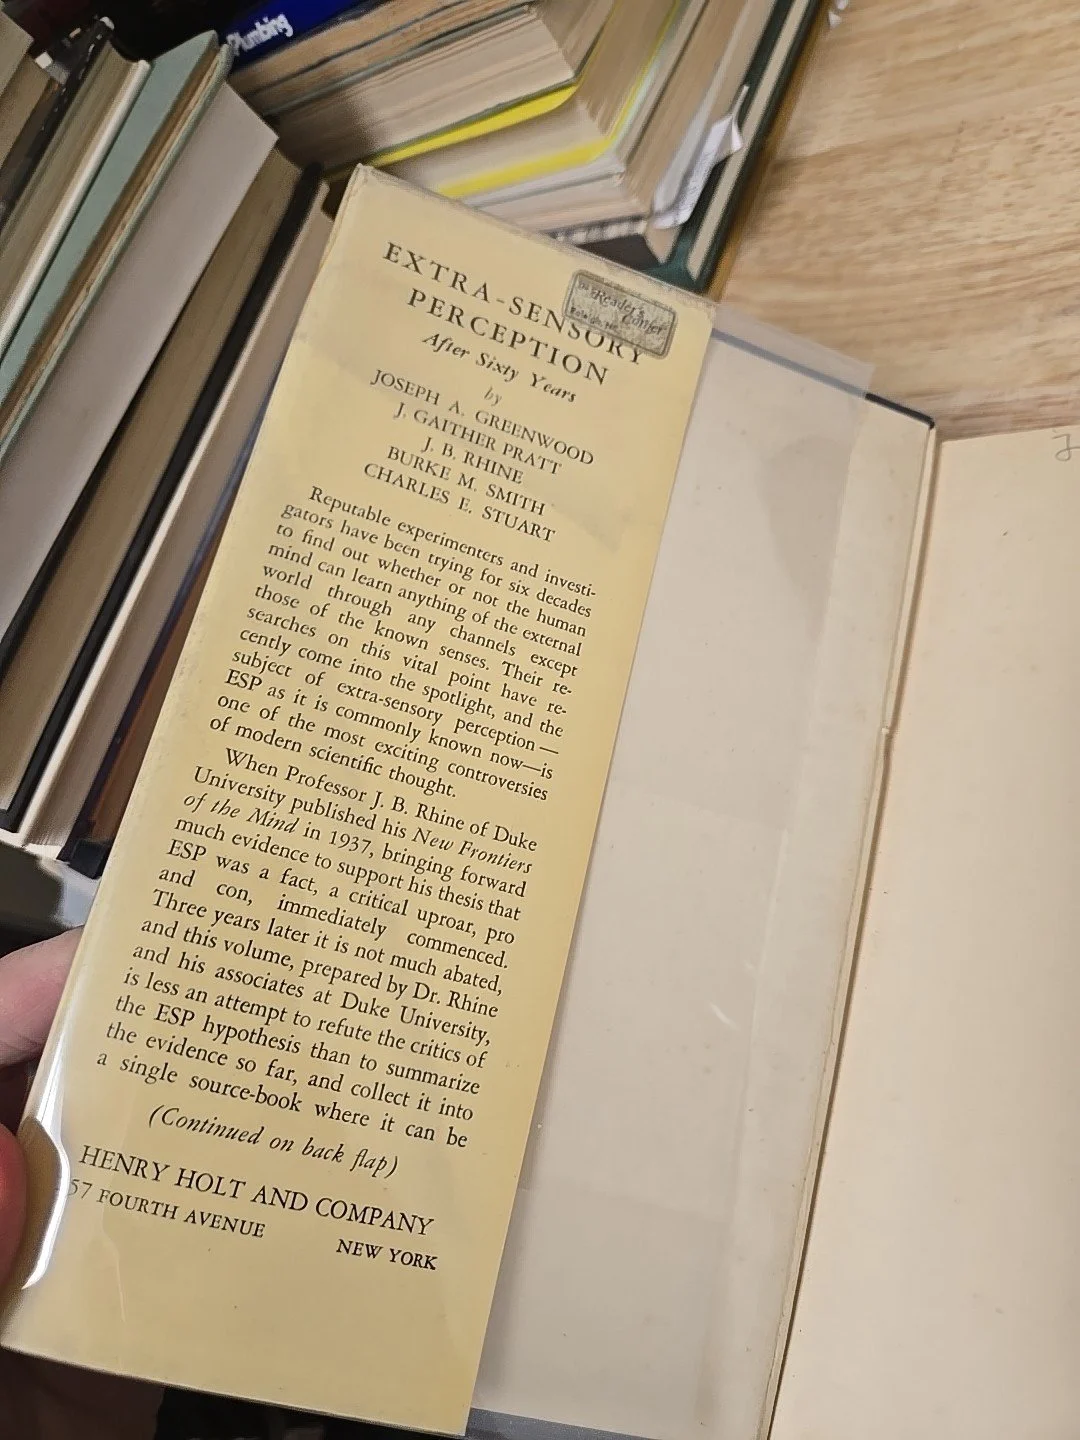 Plumbing
EXTRA-SENSORY
PERCEPTION
The Reader's
Center
After Sixty Years
by
JOSEPH A. GREENWOOD
J. GAITHER PRATT
J. B. RHINE
BURKE M. SMITH
CHARLES E. STUART
Reputable experimenters and investi-
gators have been trying for six decades
to find out whether or not the human
mind can learn anything of the external
world through any channels except
those of the known senses. Their re-
searches on this vital point have re-
cently come into the spotlight, and the
subject of extra-sensory perception—
ESP as it is commonly known now—is
one of the most exciting controversies
of modern scientific thought.
When Professor J. B. Rhine of Duke
University published his New Frontiers
of the Mind in 1937, bringing forward
much evidence to support his thesis that
ESP was a fact, a critical uproar, pro
and con, immediately commenced.
Three years later it is not much abated,
and this volume, prepared by Dr. Rhine
and his associates at Duke University,
is less an attempt to refute the critics of
the ESP hypothesis than to summarize
the evidence so far, and collect it into
a single source-book where it can be
(Continued on back flap)
HENRY HOLT AND COMPANY
57 FOURTH AVENUE
NEW YORK